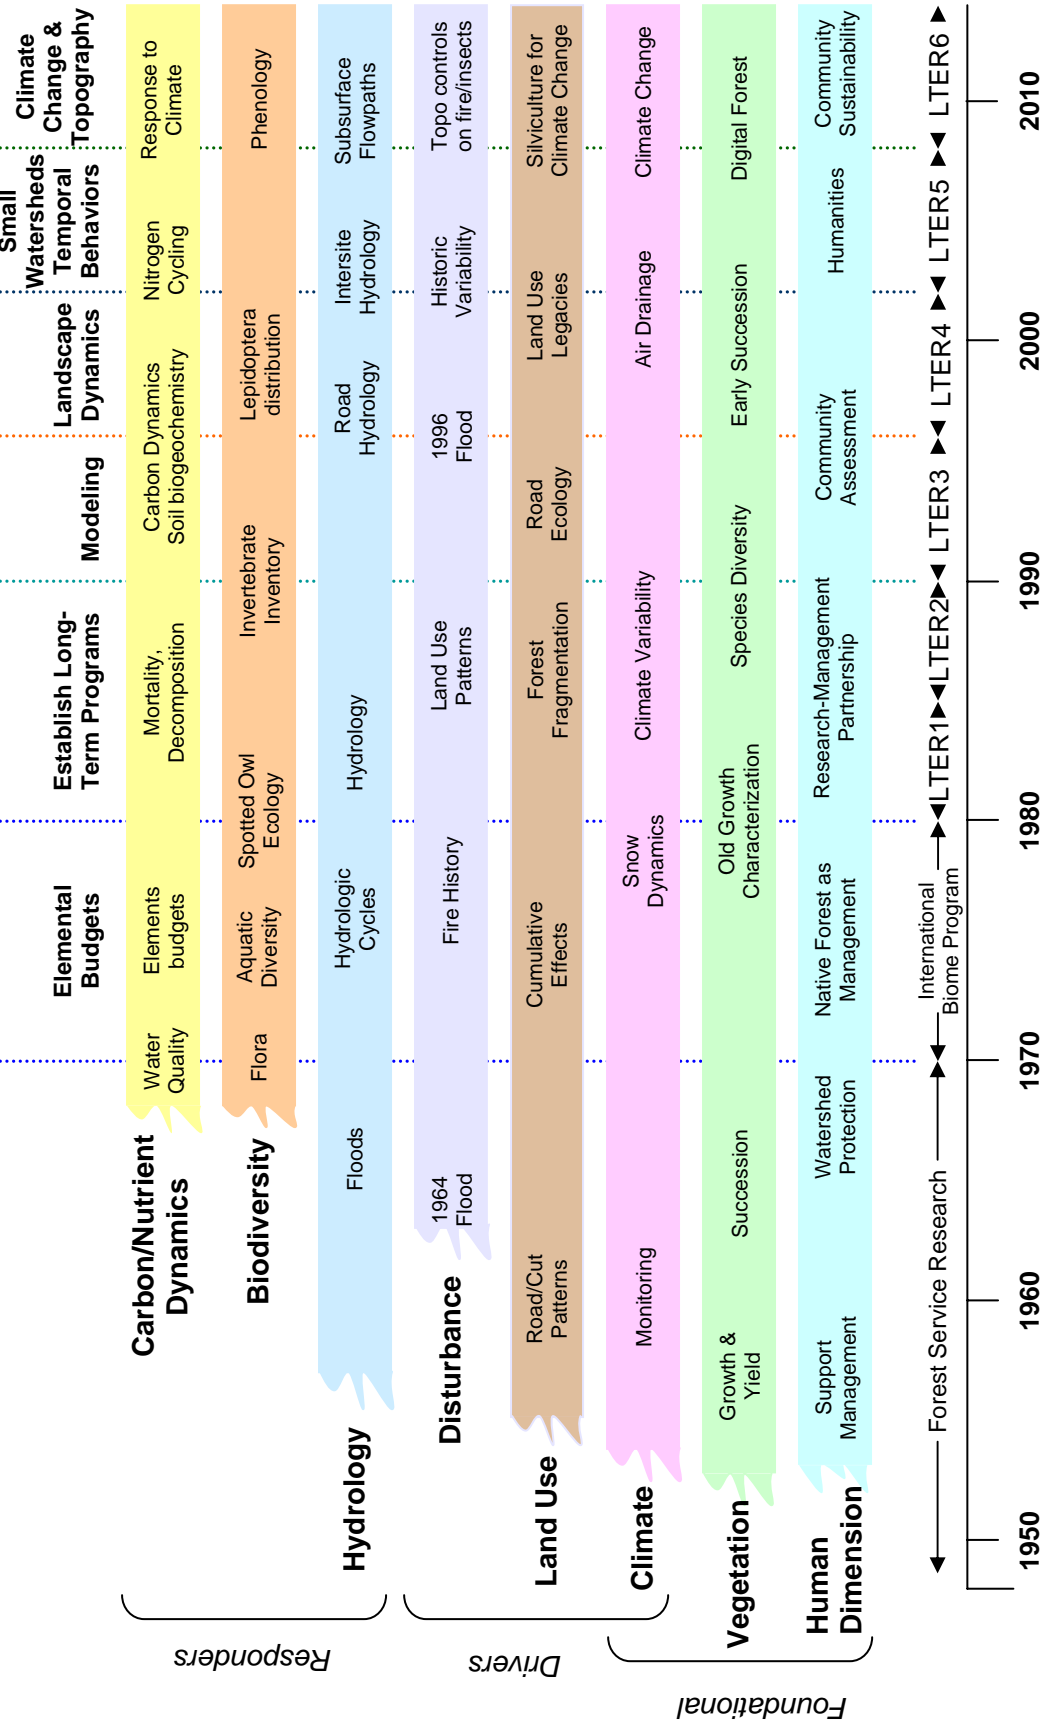 Elemental
Budgets
Establish Long-
Term Programs
Modeling
Landscape
Dynamics
Small
Watersheds
Temporal
Behaviors
Climate
Change &
Topography
Responders
Carbon/Nutrient
Dynamics
Water
Quality
Elements
budgets
Mortality,
Decomposition
Carbon Dynamics
Soil biogeochemistry
Nitrogen
Cycling
Response to
Climate
Biodiversity
Flora
Aquatic
Diversity
Spotted Owl
Ecology
Invertebrate
Inventory
Lepidoptera
distribution
Phenology
Hydrology
Floods
Hydrologic
Cycles
Hydrology
Road
Hydrology
Intersite
Hydrology
Subsurface
Flowpaths
Drivers
Disturbance
1964
Flood
Fire History
Land Use
Patterns
1996
Flood
Historic
Variability
Topo controls
on fire/insects
Land Use
Road/Cut
Patterns
Cumulative
Effects
Forest
Fragmentation
Road
Ecology
Land Use
Legacies
Silviculture for
Climate Change
Climate
Monitoring
Snow
Dynamics
Climate Variability
Air Drainage
Climate Change
Foundational
Vegetation
Growth &
Yield
Succession
Old Growth
Characterization
Species Diversity
Early Succession
Digital Forest
Human
Dimension
Support
Management
Watershed
Protection
Native Forest as
Management
Research-Management
Partnership
Community
Assessment
Humanities
Community
Sustainability
Forest Service Research
International
Biome Program
LTER1
LTER2
LTER3
LTER4
LTER5
LTER6
1950
1960
1970
1980
1990
2000
2010